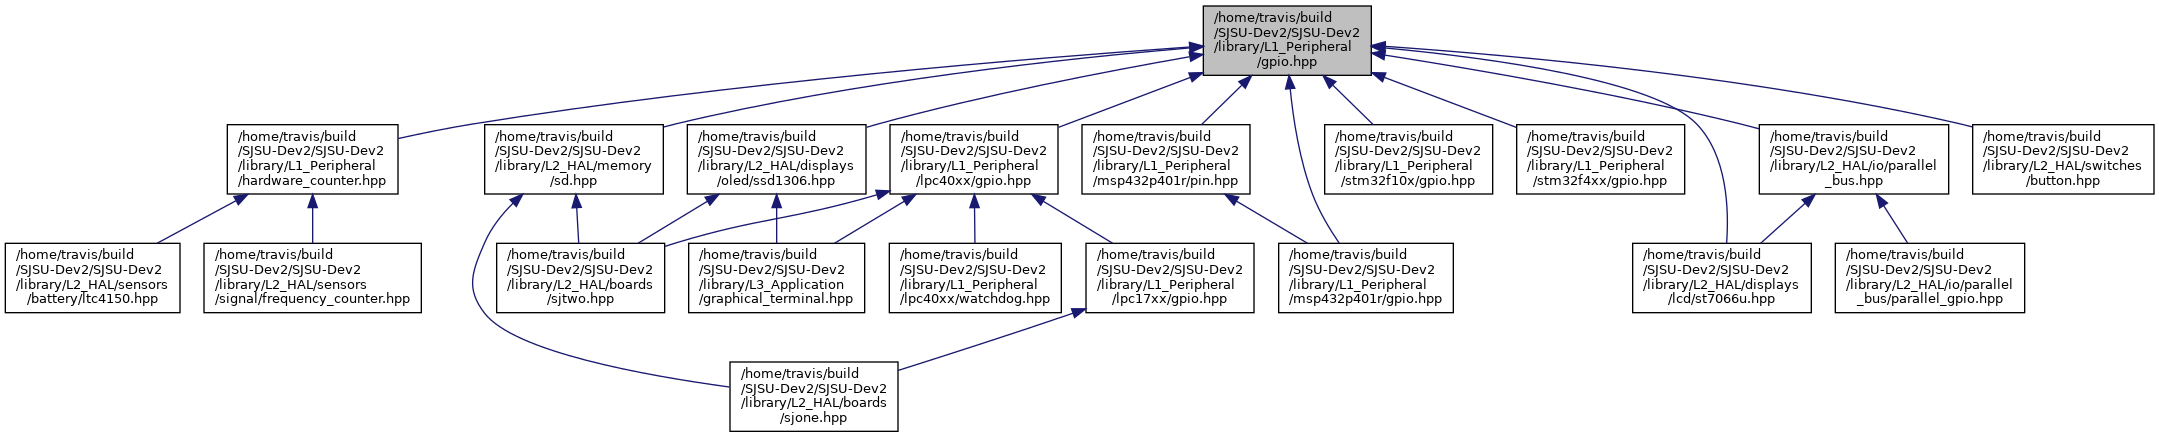 /home/travis/build
/SJSU-Dev2/SJSU-Dev2
/library/L1_Peripheral
/gpio.hpp
/home/travis/build
/SJSU-Dev2/SJSU-Dev2
/library/L1_Peripheral
/hardware_counter.hpp
/home/travis/build
/SJSU-Dev2/SJSU-Dev2
/library/L2_HAL/memory
/sd.hpp
/home/travis/build
/SJSU-Dev2/SJSU-Dev2
/library/L2_HAL/displays
/oled/ssd1306.hpp
/home/travis/build
/SJSU-Dev2/SJSU-Dev2
/library/L1_Peripheral
/lpc40xx/gpio.hpp
/home/travis/build
/SJSU-Dev2/SJSU-Dev2
/library/L1_Peripheral
/msp432p401r/pin.hpp
/home/travis/build
/SJSU-Dev2/SJSU-Dev2
/library/L1_Peripheral
/stm32f10x/gpio.hpp
/home/travis/build
/SJSU-Dev2/SJSU-Dev2
/library/L1_Peripheral
/stm32f4xx/gpio.hpp
/home/travis/build
/SJSU-Dev2/SJSU-Dev2
/library/L2_HAL/io/parallel
_bus.hpp
/home/travis/build
/SJSU-Dev2/SJSU-Dev2
/library/L2_HAL/switches
/button.hpp
/home/travis/build
/SJSU-Dev2/SJSU-Dev2
/library/L2_HAL/sensors
/battery/ltc4150.hpp
/home/travis/build
/SJSU-Dev2/SJSU-Dev2
/library/L2_HAL/sensors
/signal/frequency_counter.hpp
/home/travis/build
/SJSU-Dev2/SJSU-Dev2
/library/L2_HAL/boards
/sjtwo.hpp
/home/travis/build
/SJSU-Dev2/SJSU-Dev2
/library/L3_Application
/graphical_terminal.hpp
/home/travis/build
/SJSU-Dev2/SJSU-Dev2
/library/L1_Peripheral
/lpc40xx/watchdog.hpp
/home/travis/build
/SJSU-Dev2/SJSU-Dev2
/library/L1_Peripheral
/lpc17xx/gpio.hpp
/home/travis/build
/SJSU-Dev2/SJSU-Dev2
/library/L1_Peripheral
/msp432p401r/gpio.hpp
/home/travis/build
/SJSU-Dev2/SJSU-Dev2
/library/L2_HAL/displays
/lcd/st7066u.hpp
/home/travis/build
/SJSU-Dev2/SJSU-Dev2
/library/L2_HAL/io/parallel
_bus/parallel_gpio.hpp
/home/travis/build
/SJSU-Dev2/SJSU-Dev2
/library/L2_HAL/boards
/sjone.hpp